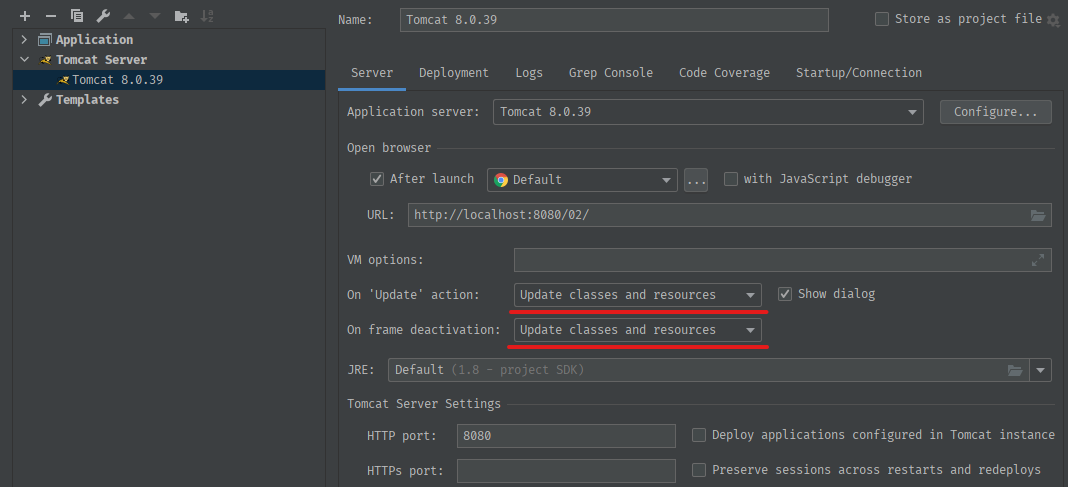 Name: Tomcat 8.0.39 Store as project file
Application
Tomcat Server
Tomcat 8.0.39
Templates
Server Deployment Logs Grep Console Code Coverage Startup/Connection
Application server: Tomcat 8.0.39 Configure...
Open browser
After launch Default ... with JavaScript debugger
URL: http://localhost:8080/02/
VM options:
On 'Update' action: Update classes and resources Show dialog
On frame deactivation: Update classes and resources
JRE: Default (1.8 - project SDK)
Tomcat Server Settings
HTTP port: 8080 Deploy applications configured in Tomcat instance
HTTPs port: Preserve sessions across restarts and redeploys